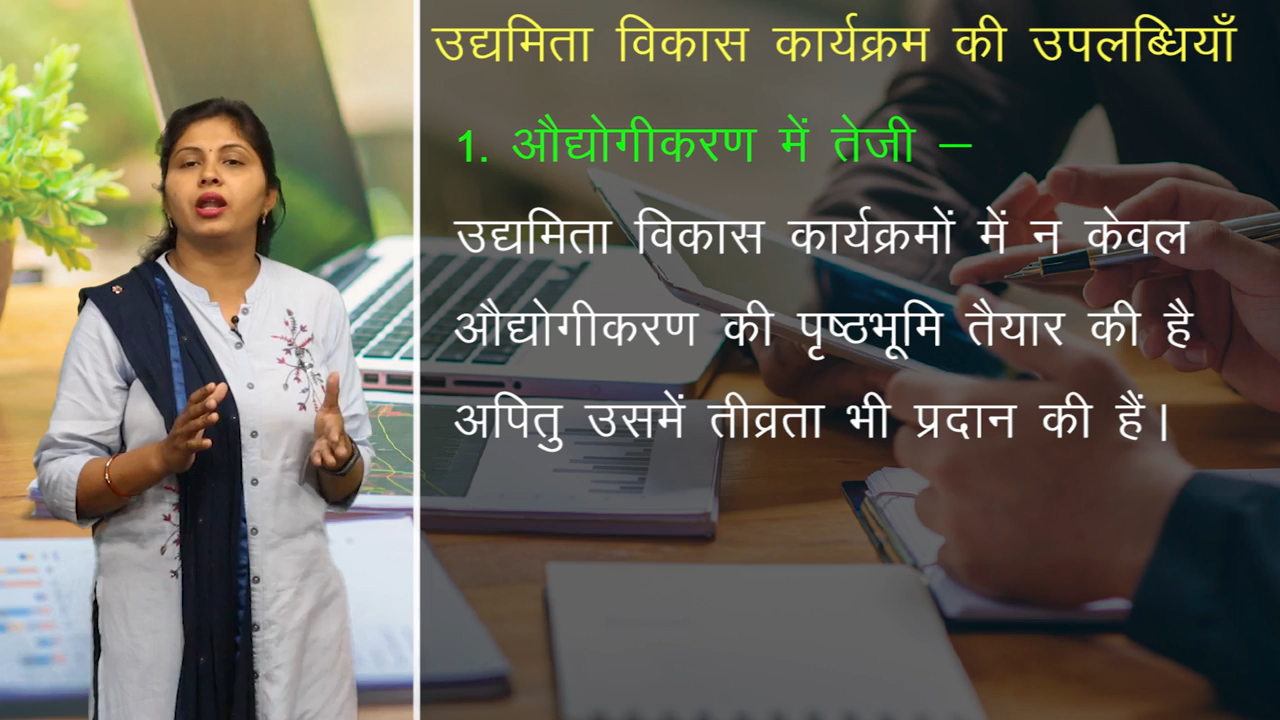 उद्यमिता विकास कार्यक्रम की उपलब्धियाँ
1. औद्योगीकरण में तेजी –
उद्यमिता विकास कार्यक्रमों में न केवल
औद्योगीकरण की पृष्ठभूमि तैयार की है
अपितु उसमें तीव्रता भी प्रदान की हैं।